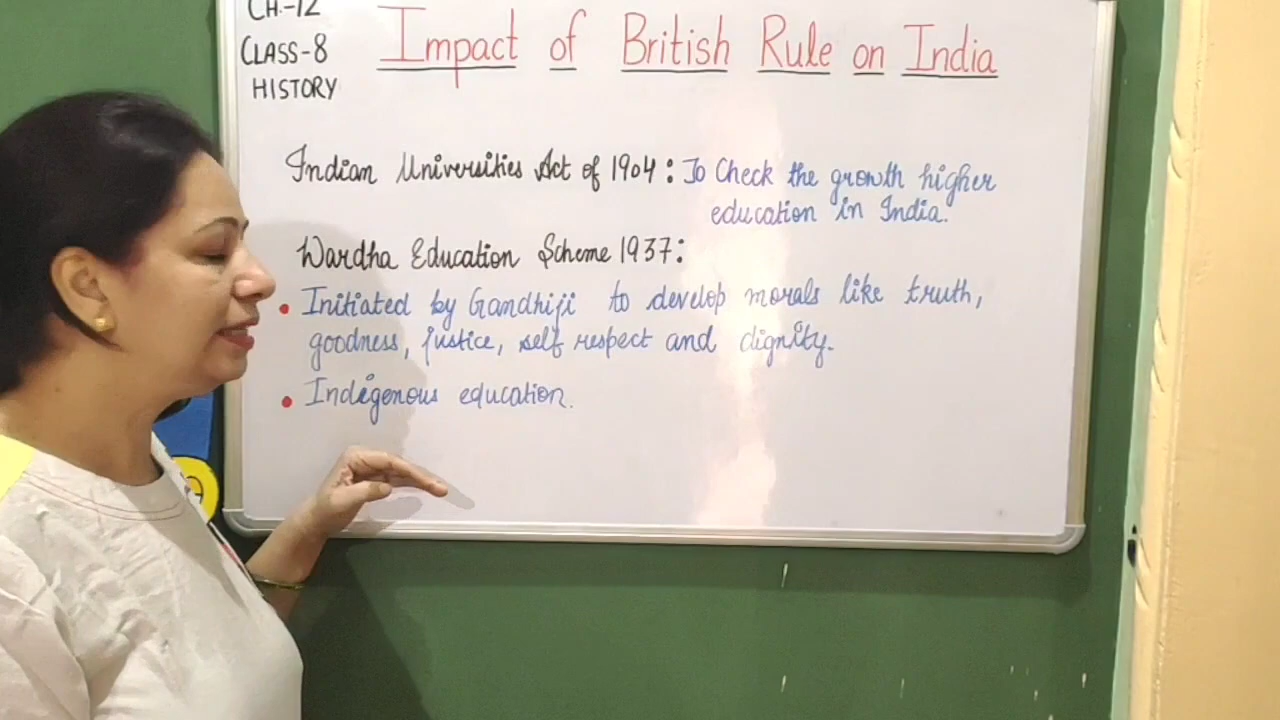 CH.-12
CLASS-8
HISTORY
Impact of British Rule on India
Indian Universities Act of 1904: To Check the growth higher
education in India.
Wardha Education Scheme 1937:
• Initiated by Gandhiji to develop morals like truth,
goodness, justice, self respect and dignity.
• Indigenous education.